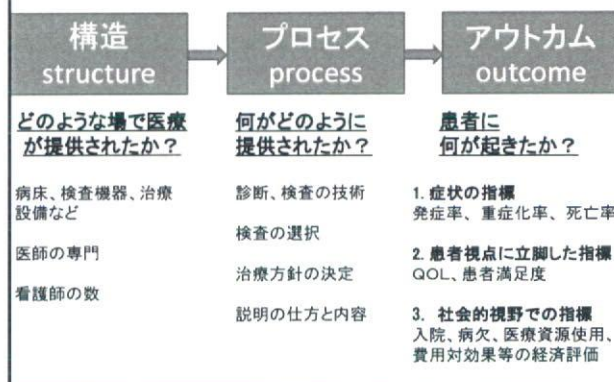 構造
structure
プロセス
process
アウトカム
outcome
どのような場で医療
が提供されたか？
病床、検査機器、治療
設備など
医師の専門
看護師の数
何がどのように
提供されたか？
診断、検査の技術
検査の選択
治療方針の決定
説明の仕方と内容
患者に
何が起きたか？
1. 症状の指標
発症率、重症化率、死亡率
2. 患者視点に立脚した指標
QOL、患者満足度
3. 社会的視野での指標
入院、病欠、医療資源使用、
費用対効果等の経済評価